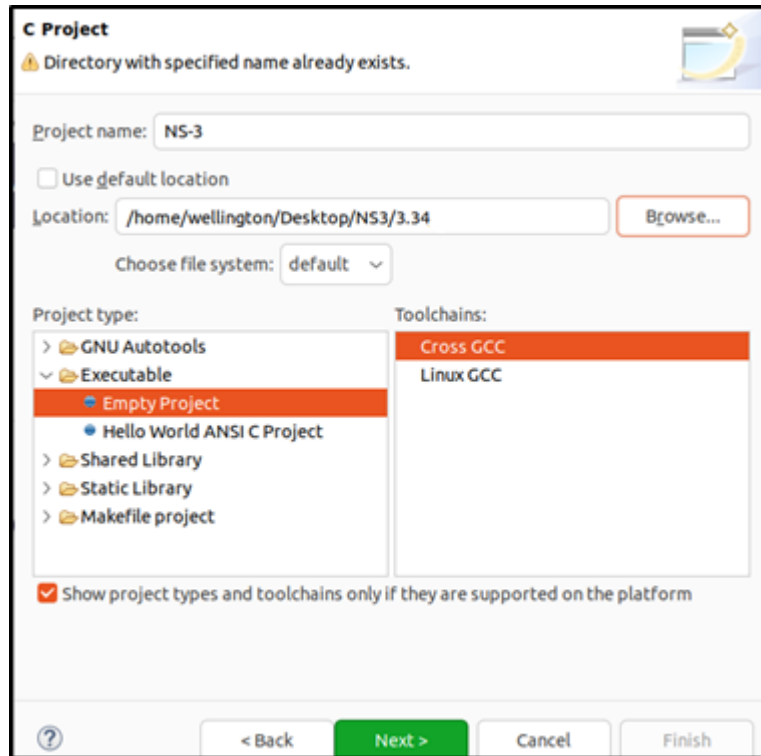 C Project
Directory with specified name already exists.
Project name: NS-3
Use default location
Location: /home/wellington/Desktop/NS3/3.34 Browse...
Choose file system: default
Project type: Toolchains:
GNU Autotools Cross GCC
Executable Linux GCC
Empty Project
Hello World ANSI C Project
Shared Library
Static Library
Makefile project
Show project types and toolchains only if they are supported on the platform
? < Back Next > Cancel Finish